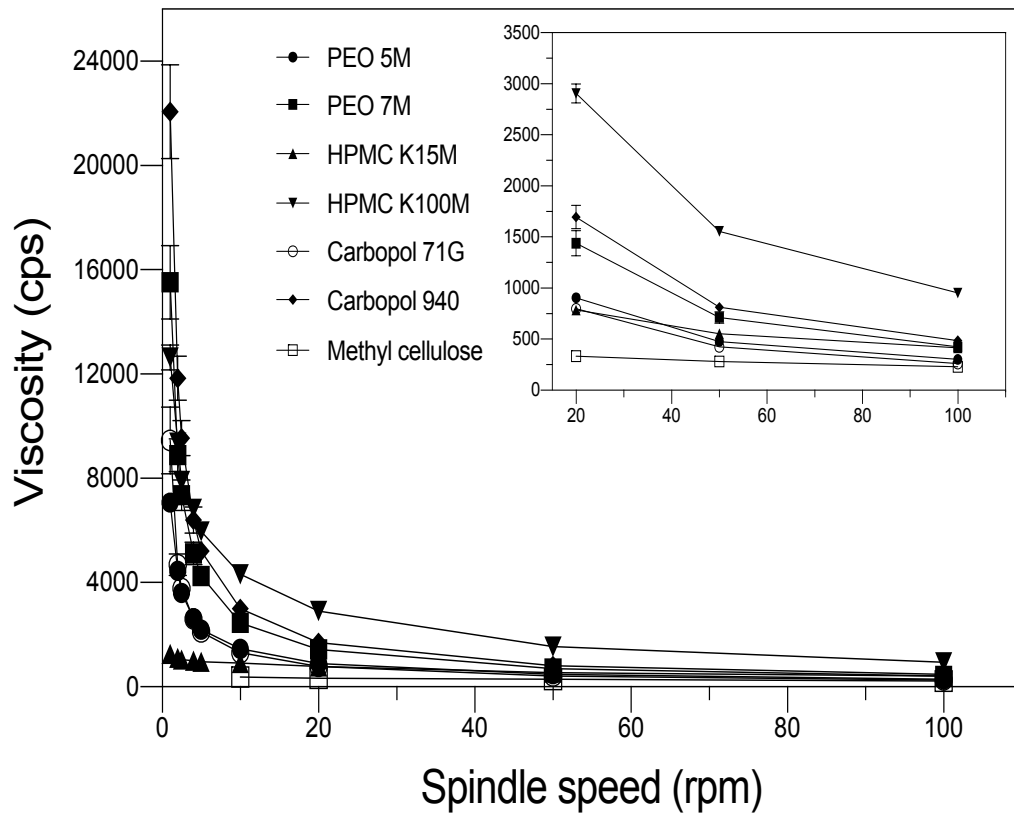 Viscosity (cps)
24000
20000
16000
12000
8000
4000
0
PEO 5M
PEO 7M
HPMC K15M
HPMC K100M
Carbopol 71G
Carbopol 940
Methyl cellulose
3500
3000
2500
2000
1500
1000
500
0
20
40
60
80
100
0
20
40
60
80
100
Spindle speed (rpm)